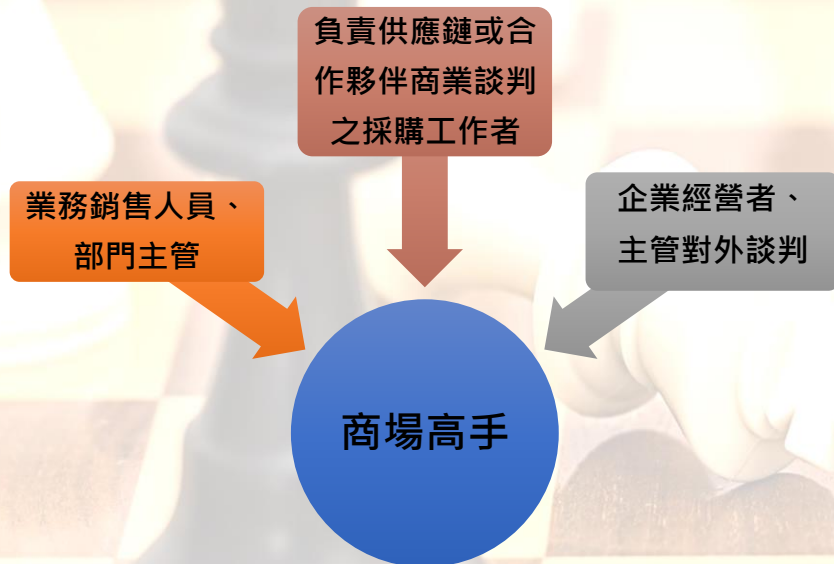 負責供應鏈或合
作夥伴商業談判
之採購工作者
業務銷售人員、
部門主管
企業經營者、
主管對外談判
商場高手